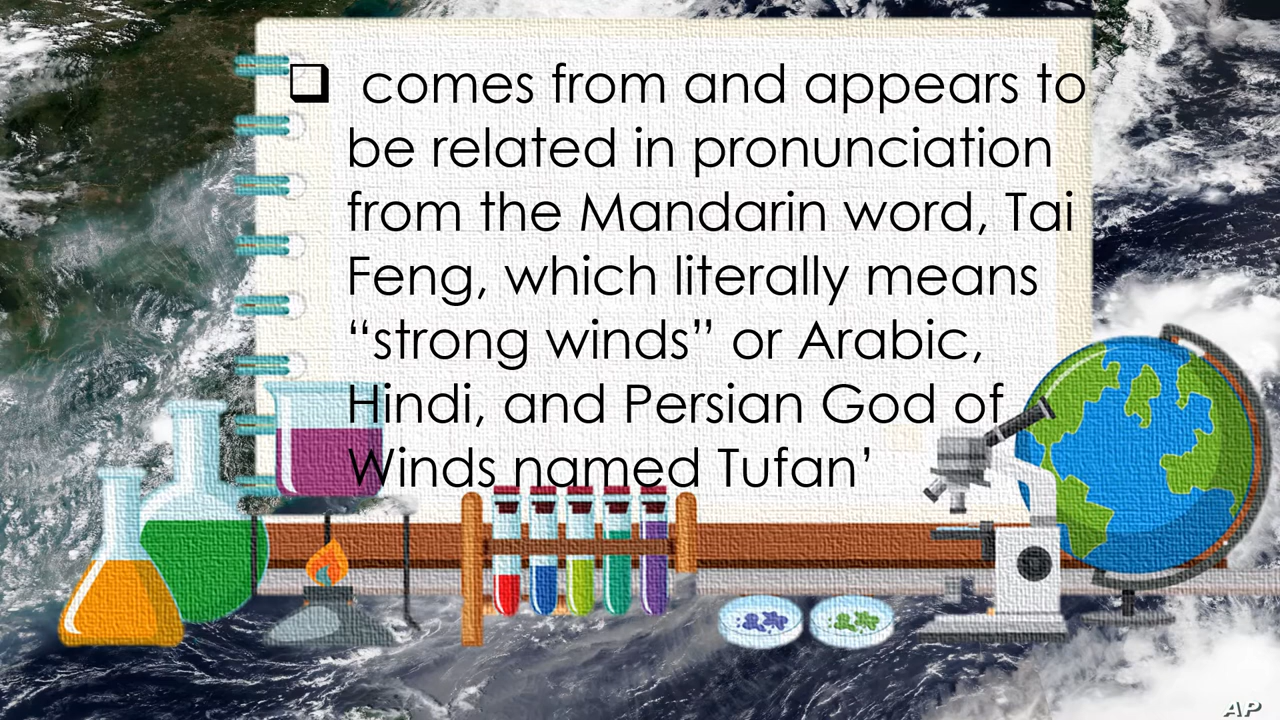 ❑ comes from and appears to
be related in pronunciation
from the Mandarin word, Tai
Feng, which literally means
“strong winds” or Arabic,
Hindi, and Persian God of
Winds named Tufan’
AP